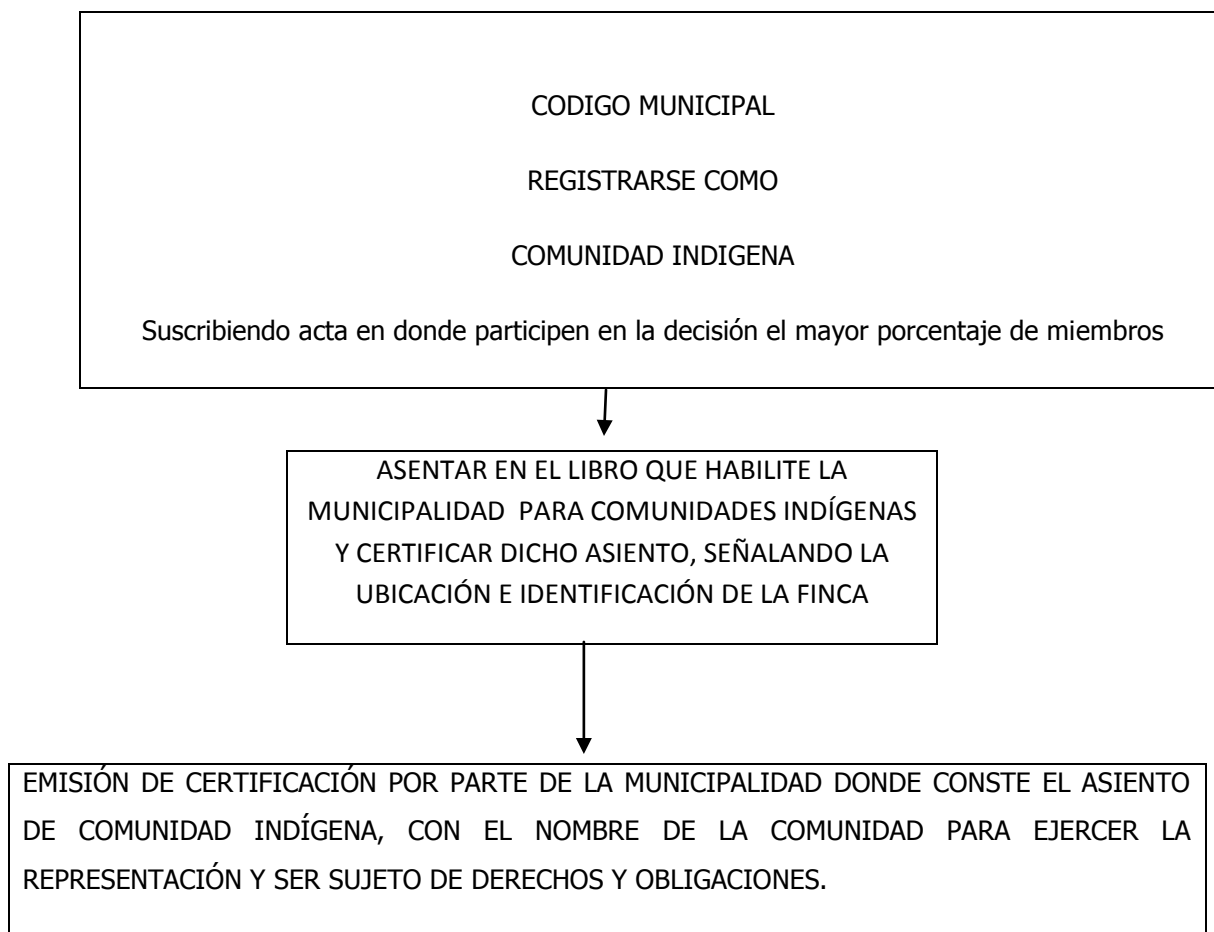 CODIGO MUNICIPAL
REGISTRARSE COMO
COMUNIDAD INDIGENA
Suscribiendo acta en donde participen en la decisión el mayor porcentaje de miembros
ASENTAR EN EL LIBRO QUE HABILITE LA
MUNICIPALIDAD PARA COMUNIDADES INDÍGENAS
Y CERTIFICAR DICHO ASIENTO, SEÑALANDO LA
UBICACIÓN E IDENTIFICACIÓN DE LA FINCA
EMISIÓN DE CERTIFICACIÓN POR PARTE DE LA MUNICIPALIDAD DONDE CONSTE EL ASIENTO
DE COMUNIDAD INDÍGENA, CON EL NOMBRE DE LA COMUNIDAD PARA EJERCER LA
REPRESENTACIÓN Y SER SUJETO DE DERECHOS Y OBLIGACIONES.